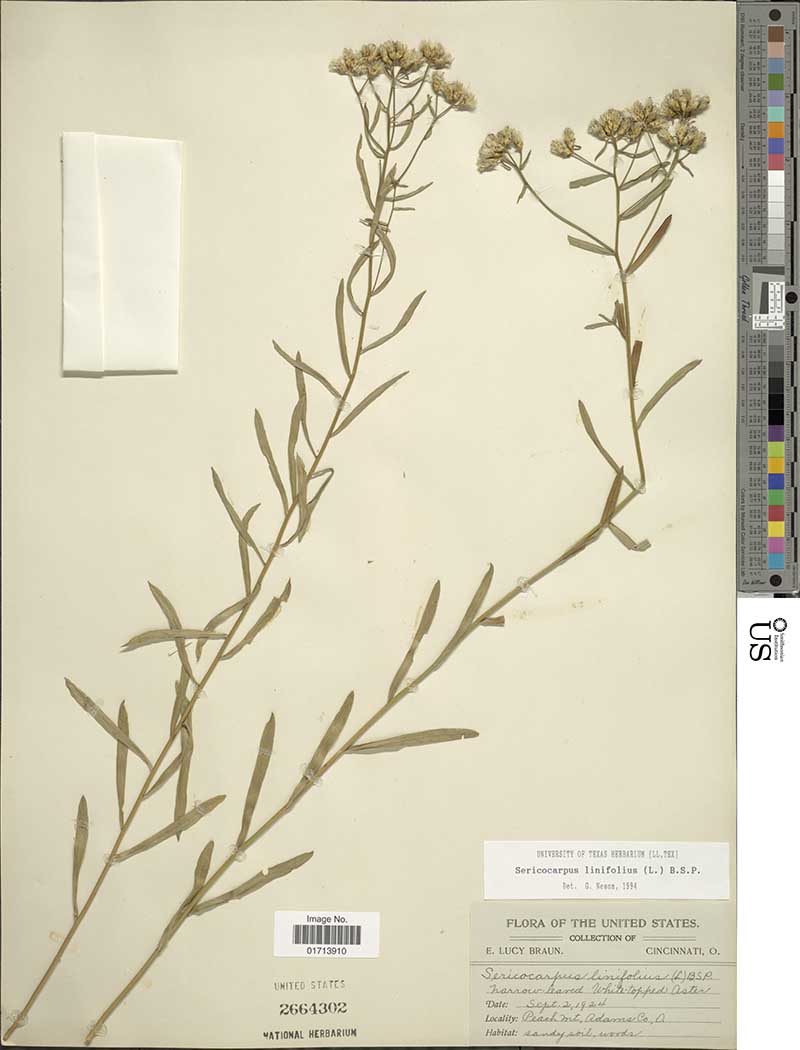 UNIVERSITY OF TEXAS HERBARIUM (LL,TEX)
Sericocarpus linifolius (L.) B.S.P.
Det. G. Nesom, 1994
FLORA OF THE UNITED STATES.
COLLECTION OF
E. LUCY BRAUN. CINCINNATI, O.
Sericocarpus linifolius (L) B.S.P.
Narrow-leaved White-topped Aster
Date: Sept. 2, 1924
Locality: Peach Mt., Adams Co., O.
Habitat: sandy soil, woods
Image No.
01713910
UNITED STATES
2664302
NATIONAL HERBARIUM
Golden Thread
US
Smithsonian
Institution